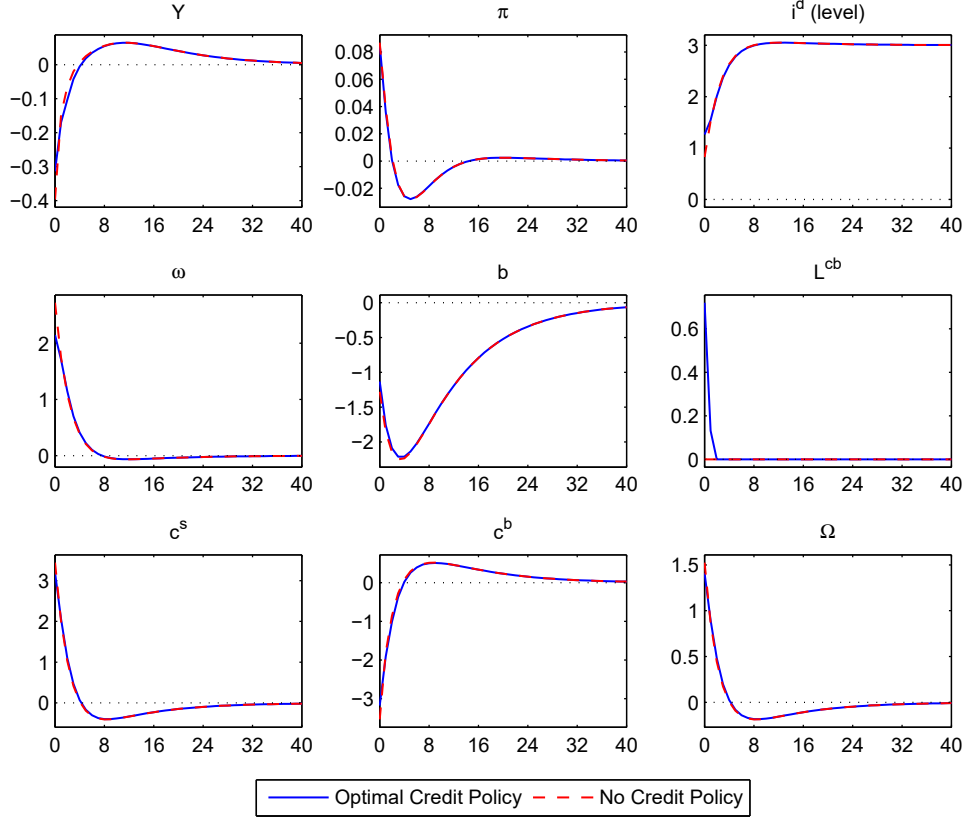 Y
π
i^d (level)
0
−0.1
−0.2
−0.3
−0.4
0 8 16 24 32 40
0.08
0.06
0.04
0.02
0
−0.02
0 8 16 24 32 40
3
2
1
0
0 8 16 24 32 40
ω
b
L^cb
2
1
0
0 8 16 24 32 40
0
−0.5
−1
−1.5
−2
0 8 16 24 32 40
0.6
0.4
0.2
0
0 8 16 24 32 40
c^s
c^b
Ω
3
2
1
0
0 8 16 24 32 40
0
−1
−2
−3
0 8 16 24 32 40
1.5
1
0.5
0
0 8 16 24 32 40
Optimal Credit Policy
No Credit Policy